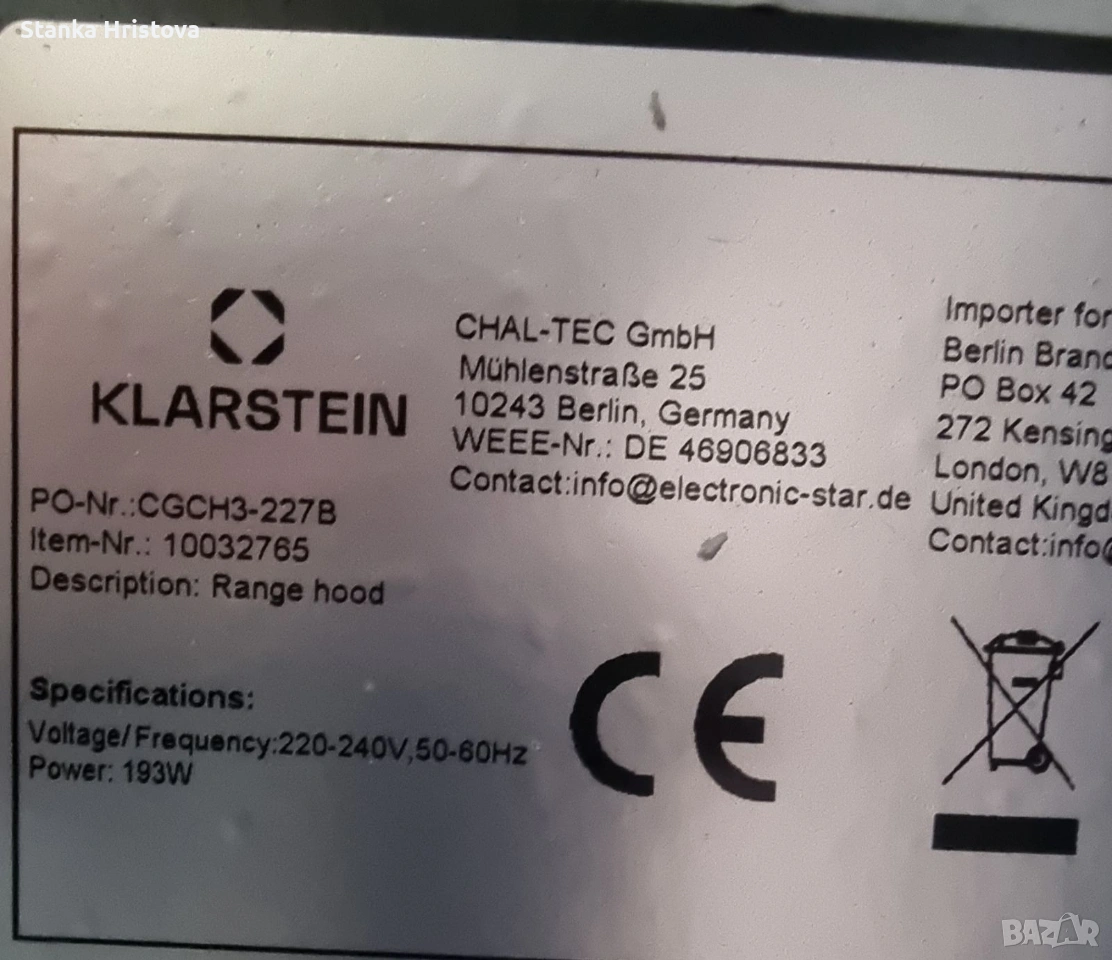 Stanka Hristova
KLARSTEIN
PO-Nr.:CGCH3-227B
Item-Nr.: 10032765
Description: Range hood
Specifications:
Voltage/Frequency:220-240V,50-60Hz
Power: 193W
CHAL-TEC GmbH
Mühlenstraße 25
10243 Berlin, Germany
WEEE-Nr.: DE 46906833
Contact:info@electronic-star.de
CE
Importer for
Berlin Branc
PO Box 42
272 Kensing
London, W8
United Kingd
Contact:info@
BAZAR